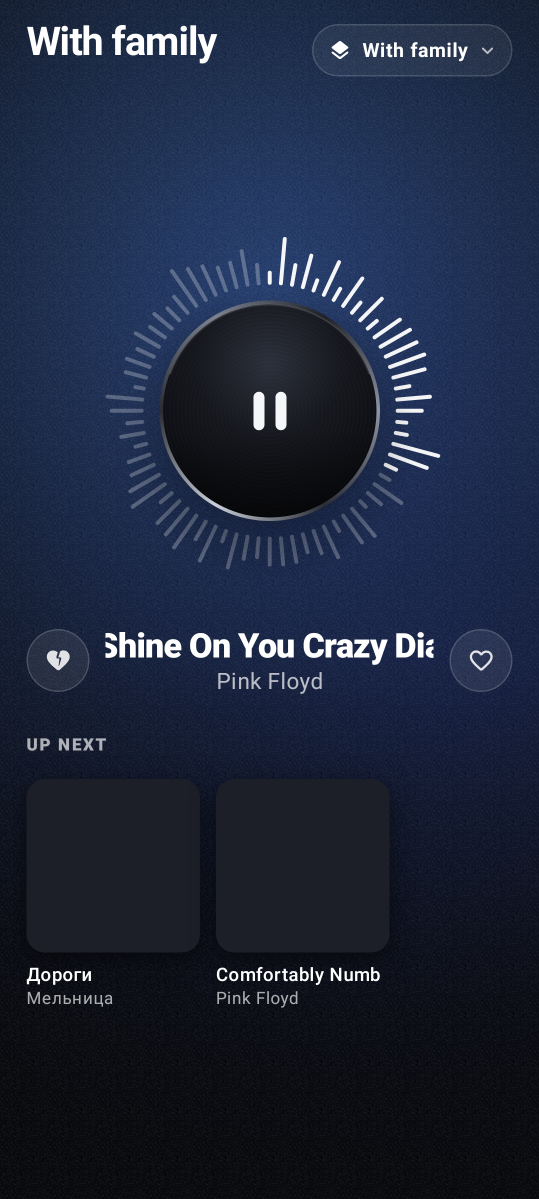 With family
With family
Shine On You Crazy Dia
Pink Floyd
UP NEXT
Дороги
Мельница
Comfortably Numb
Pink Floyd